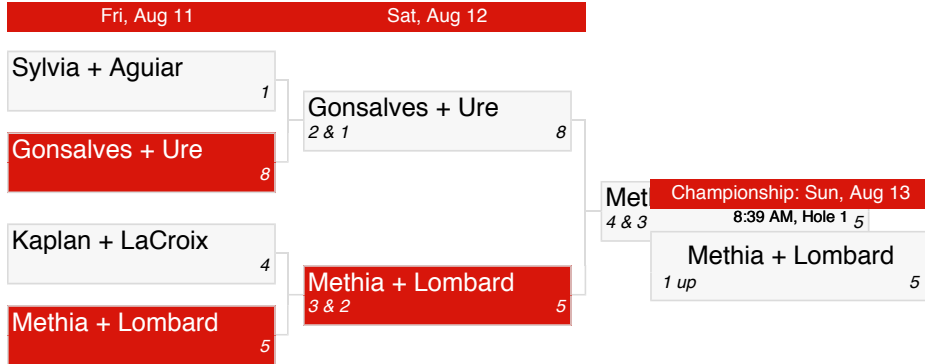 Fri, Aug 11
Sat, Aug 12
Sylvia + Aguiar
1
Gonsalves + Ure
8
Gonsalves + Ure
2 & 1 8
Kaplan + LaCroix
4
Methia + Lombard
5
Methia + Lombard
3 & 2 5
Met
4 & 3 5
Championship: Sun, Aug 13
8:39 AM, Hole 1
Methia + Lombard
1 up 5